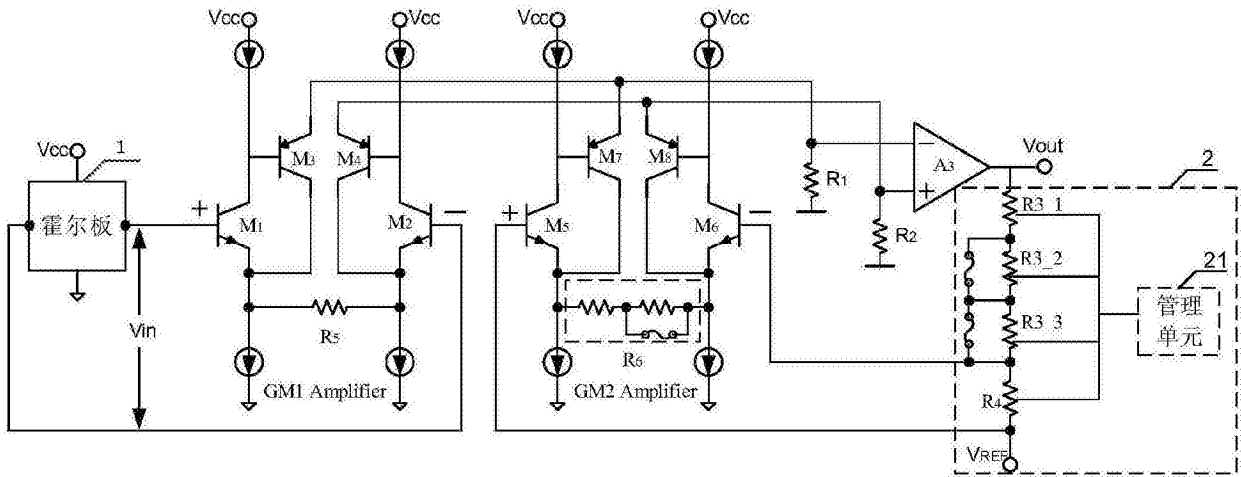 Vcc
Vcc
Vcc
Vcc
Vcc
1
霍尔板
Vin
M1
M2
M3
M4
R5
GM1 Amplifier
M5
M6
M7
M8
R6
GM2 Amplifier
R1
R2
A3
Vout
2
R3_1
R3_2
R3_3
R4
VREF
21
管理
单元
+
−
+
−
−
+